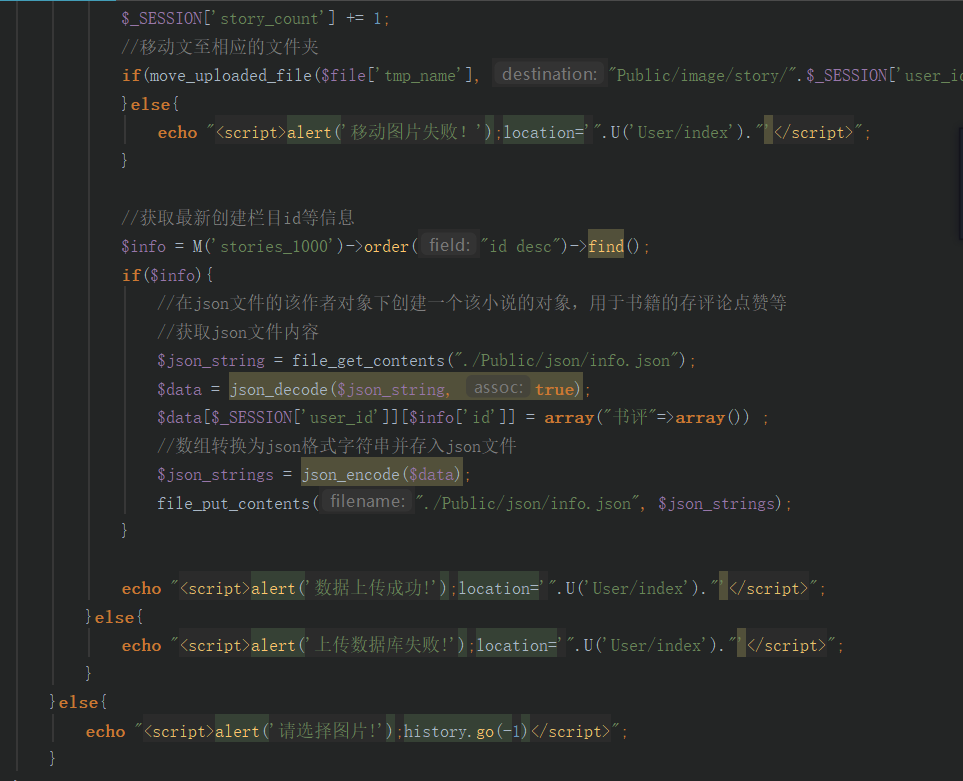 $_SESSION['story_count'] += 1;
//移动文至相应的文件夹
if(move_uploaded_file($file['tmp_name'], destination: "Public/image/story/".$_SESSION['user_id
}else{
echo "<script>alert('移动图片失败！');location='".U('User/index')."'</script>";
}
//获取最新创建栏目id等信息
$info = M('stories_1000')->order( field: "id desc")->find();
if($info){
//在json文件的该作者对象下创建一个该小说的对象，用于书籍的存评论点赞等
//获取json文件内容
$json_string = file_get_contents("./Public/json/info.json");
$data = json_decode($json_string, assoc: true);
$data[$_SESSION['user_id']][$info['id']] = array("书评"=>array()) ;
//数组转换为json格式字符串并存入json文件
$json_strings = json_encode($data);
file_put_contents( filename: "./Public/json/info.json", $json_strings);
}
echo "<script>alert('数据上传成功!');location='".U('User/index')."'</script>";
}else{
echo "<script>alert('上传数据库失败!');location='".U('User/index')."'</script>";
}
}else{
echo "<script>alert('请选择图片!');history.go(-1)</script>";
}